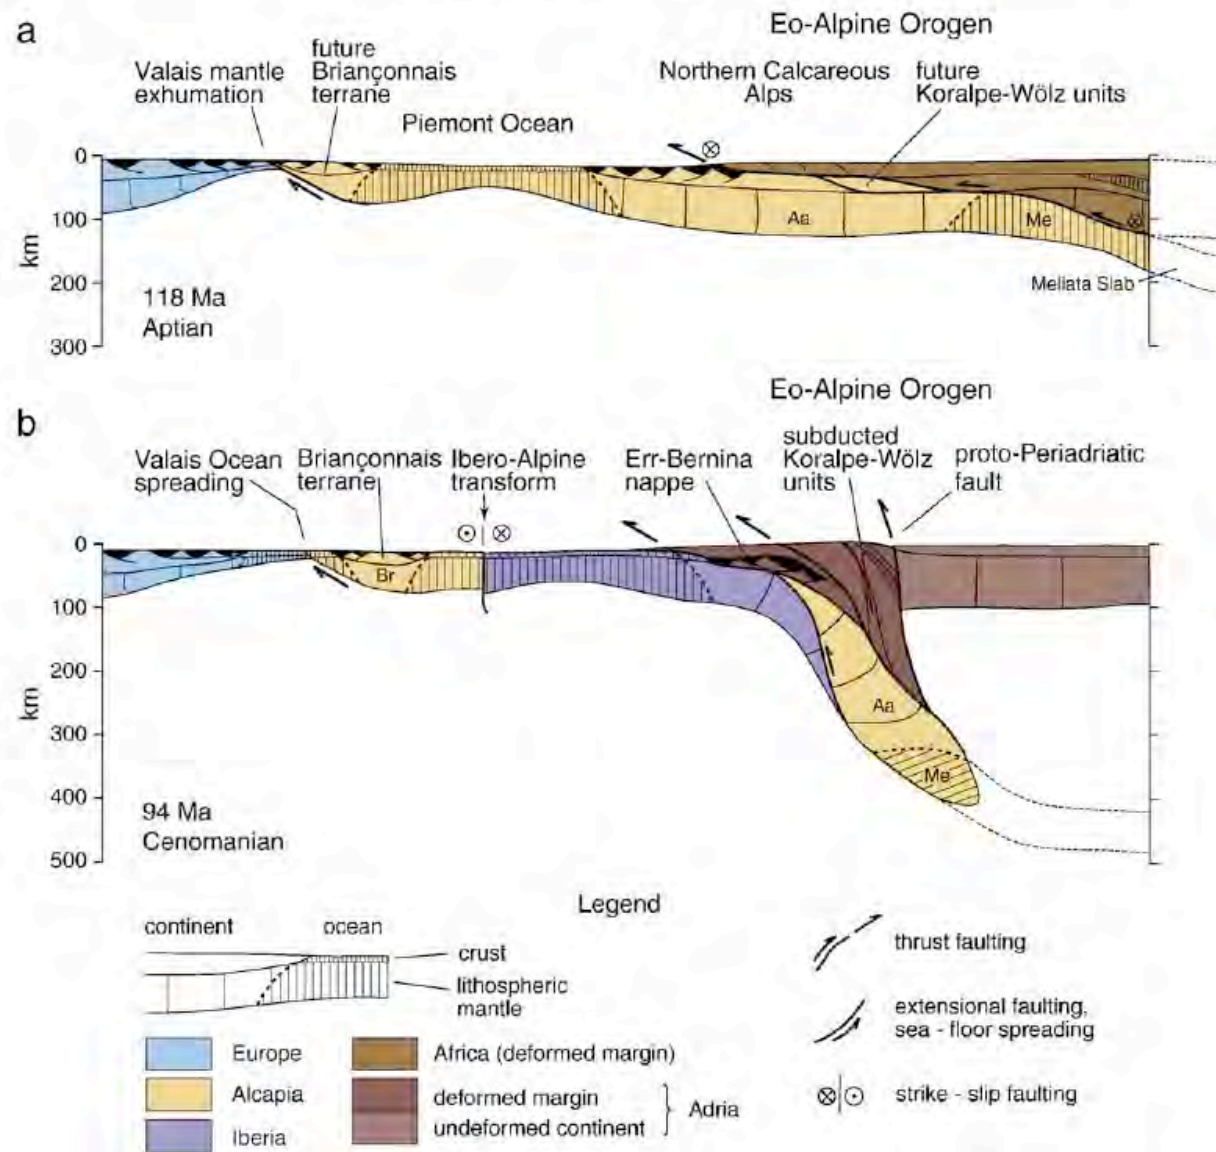 a
Eo-Alpine Orogen
Valais mantle
exhumation
future
Briançonnais
terrane
Piemont Ocean
Northern Calcareous
Alps
future
Koralpe-Wölz units
0
100
200
300
km
Aa
Me
Mellata Slab
118 Ma
Aptian
b
Eo-Alpine Orogen
Valais Ocean
spreading
Briançonnais
terrane
Ibero-Alpine
transform
Err-Bernina
nappe
subducted
Koralpe-Wölz
units
proto-Periadriatic
fault
0
100
200
300
400
500
km
Br
Aa
Me
94 Ma
Cenomanian
Legend
continent
ocean
crust
lithospheric
mantle
thrust faulting
extensional faulting,
sea - floor spreading
strike - slip faulting
Europe
Alcapia
Iberia
Africa (deformed margin)
deformed margin
undeformed continent
Adria